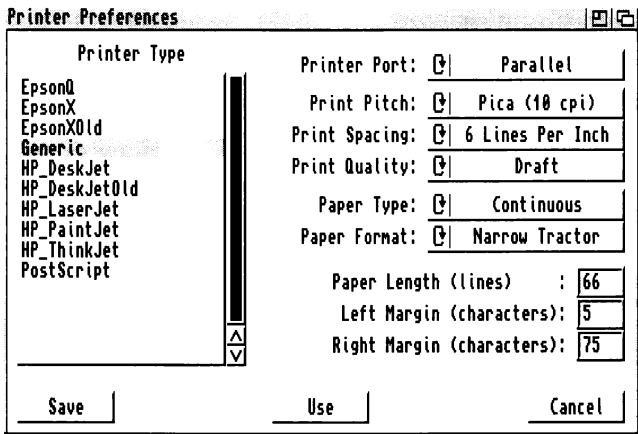 Printer Preferences
Printer Type
EpsonQ
EpsonX
EpsonXOld
Generic
HP_DeskJet
HP_DeskJetOld
HP_LaserJet
HP_PaintJet
HP_ThinkJet
PostScript
Printer Port: Parallel
Print Pitch: Pica (10 cpi)
Print Spacing: 6 Lines Per Inch
Print Quality: Draft
Paper Type: Continuous
Paper Format: Narrow Tractor
Paper Length (lines) : 66
Left Margin (characters): 5
Right Margin (characters): 75
Save Use Cancel